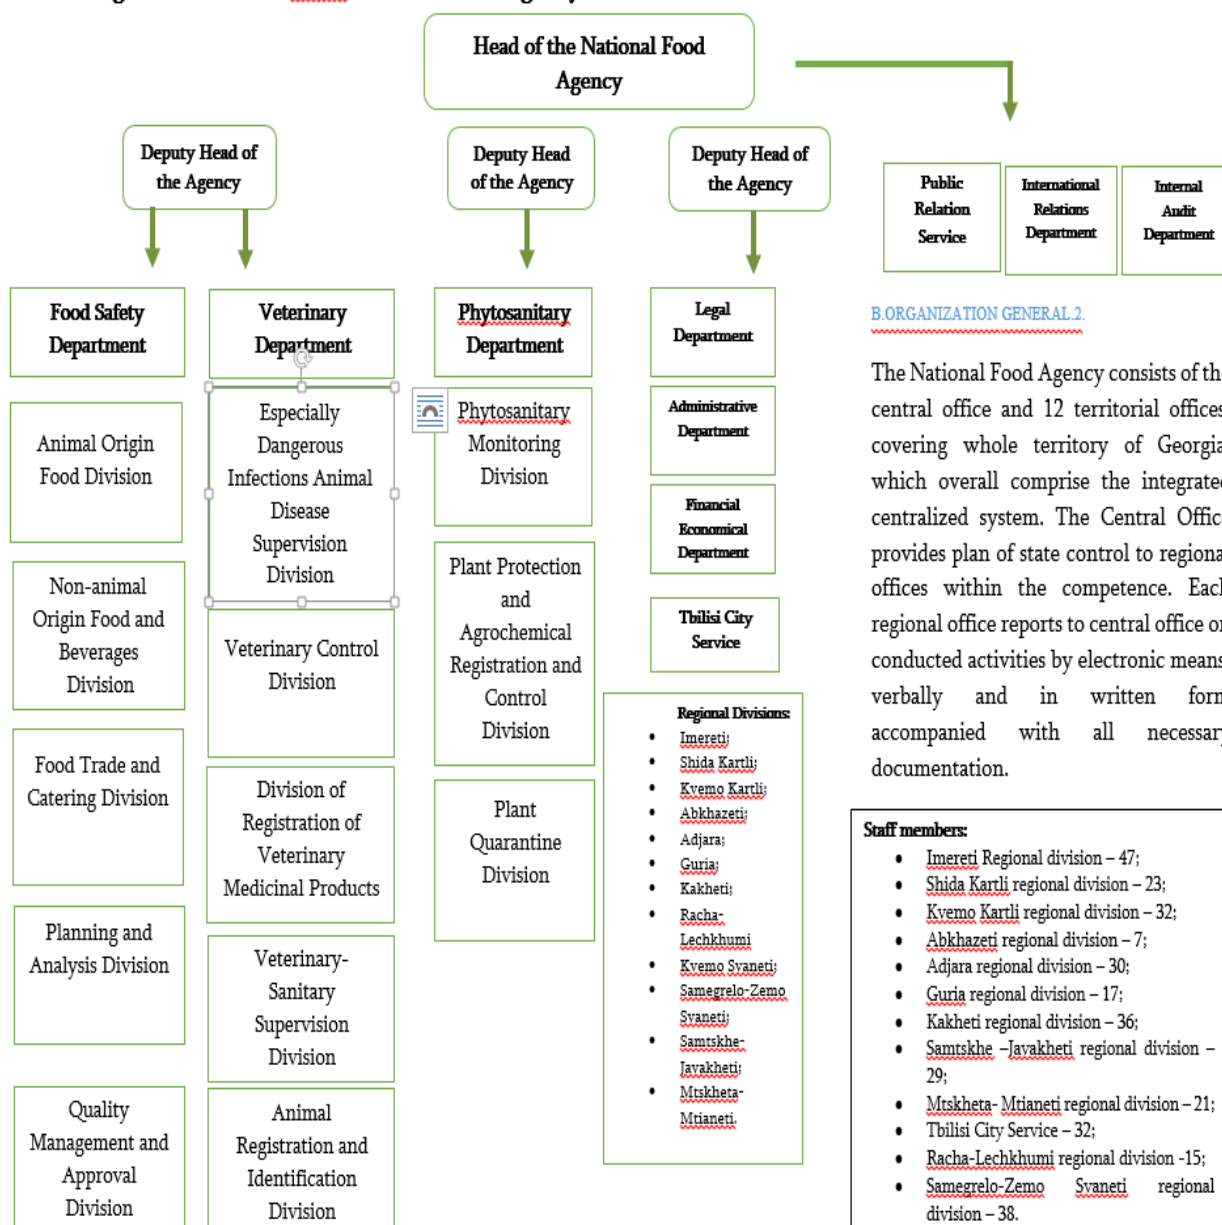 Head of the National Food
Agency
Deputy Head of
the Agency
Deputy Head
of the Agency
Deputy Head of
the Agency
Public
Relation
Service
International
Relations
Department
Internal
Audit
Department
Food Safety
Department
Animal Origin
Food Division
Non-animal
Origin Food and
Beverages
Division
Food Trade and
Catering Division
Planning and
Analysis Division
Quality
Management and
Approval
Division
Veterinary
Department
Especially
Dangerous
Infections Animal
Disease
Supervision
Division
Veterinary Control
Division
Division of
Registration of
Veterinary
Medicinal Products
Veterinary-
Sanitary
Supervision
Division
Animal
Registration and
Identification
Division
Phytosanitary
Department
Phytosanitary
Monitoring
Division
Plant Protection
and
Agrochemical
Registration and
Control
Division
Plant
Quarantine
Division
Legal
Department
Administrative
Department
Financial
Economical
Department
Tbilisi City
Service
Regional Divisions:
• Imereti;
• Shida Kartli;
• Kvemo Kartli;
• Abkhazeti;
• Adjara;
• Guria;
• Kakheti;
• Racha-
Lechkhumi
• Kvemo Svaneti;
• Samegrelo-Zemo
Svaneti;
• Samtskhe-
Javakheti;
• Mtskheta-
Mtianeti.
B.ORGANIZATION GENERAL.2.
The National Food Agency consists of the
central office and 12 territorial offices
covering whole territory of Georgia
which overall comprise the integrated
centralized system. The Central Offic
provides plan of state control to regional
offices within the competence. Each
regional office reports to central office on
conducted activities by electronic means
verbally and in written form
accompanied with all necessary
documentation.
Staff members:
• Imereti Regional division – 47;
• Shida Kartli regional division – 23;
• Kvemo Kartli regional division – 32;
• Abkhazeti regional division – 7;
• Adjara regional division – 30;
• Guria regional division – 17;
• Kakheti regional division – 36;
• Samtskhe –Javakheti regional division –
29;
• Mtskheta- Mtianeti regional division – 21;
• Tbilisi City Service – 32;
• Racha-Lechkhumi regional division -15;
• Samegrelo-Zemo Svaneti regional
division – 38.